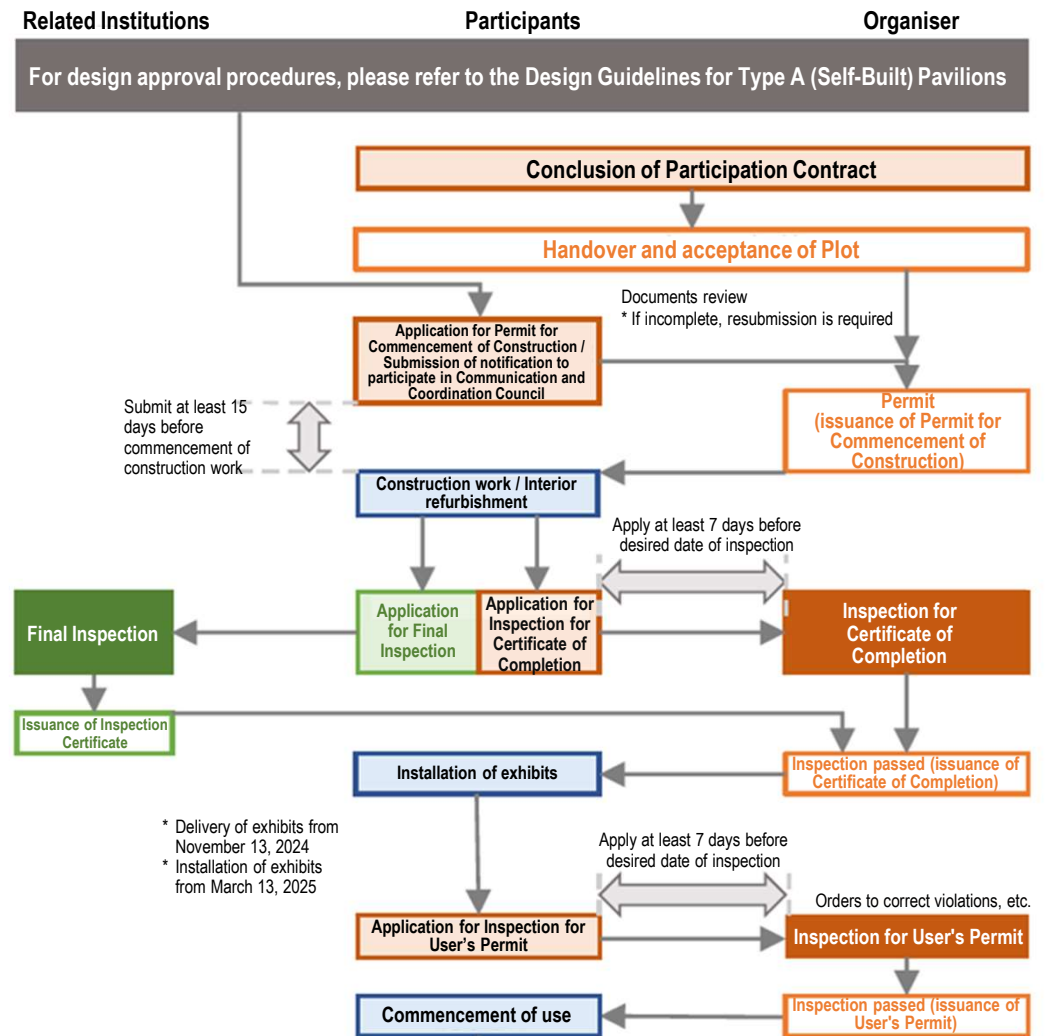 Related Institutions
Participants
Organiser
For design approval procedures, please refer to the Design Guidelines for Type A (Self-Built) Pavilions
Conclusion of Participation Contract
Handover and acceptance of Plot
Documents review
* If incomplete, resubmission is required
Application for Permit for
Commencement of Construction /
Submission of notification to
participate in Communication and
Coordination Council
Permit
(issuance of Permit for
Commencement of
Construction)
Submit at least 15
days before
commencement of
construction work
Construction work / Interior
refurbishment
Apply at least 7 days before
desired date of inspection
Final Inspection
Application
for Final
Inspection
Application for
Inspection for
Certificate of
Completion
Inspection for
Certificate of
Completion
Issuance of Inspection
Certificate
Installation of exhibits
Inspection passed (issuance of
Certificate of Completion)
* Delivery of exhibits from
November 13, 2024
* Installation of exhibits
from March 13, 2025
Apply at least 7 days before
desired date of inspection
Orders to correct violations, etc.
Application for Inspection for
User’s Permit
Inspection for User's Permit
Commencement of use
Inspection passed (issuance of
User's Permit)